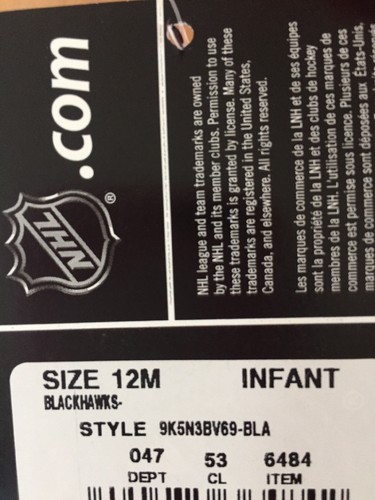 NHL®.com
NHL league and team trademarks are owned
by the NHL and its member clubs. Permission to use
these trademarks is granted by license. Many of these
trademarks are registered in the United States,
Canada, and elsewhere. All rights reserved.
Les marques de commerce de la LNH et de ses équipes
sont la propriété de la LNH et des clubs de hockey
membres de la LNH. L'utilisation de ces marques de
commerce est permise sous licence. Plusieurs de ces
marques de commerce sont déposées aux États-Unis,
SIZE 12M INFANT
BLACKHAWKS-
STYLE 9K5N3BV69-BLA
047 53 6484
DEPT CL ITEM